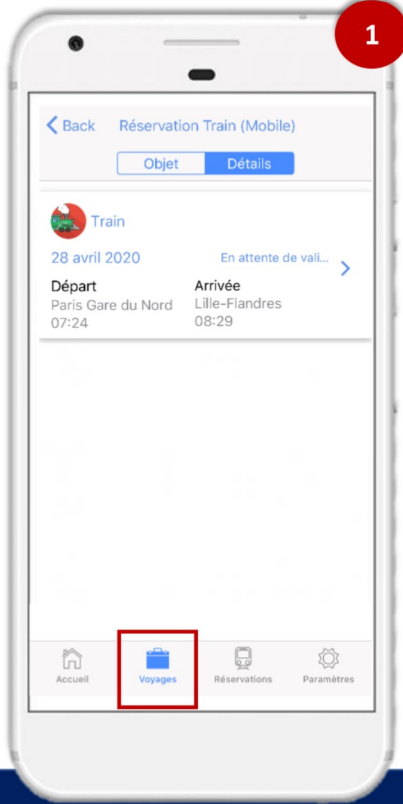 1
Back Réservation Train (Mobile)
Objet Détails
Train
28 avril 2020 En attente de vali...
Départ Arrivée
Paris Gare du Nord Lille-Flandres
07:24 08:29
Accueil Voyages Réservations Paramètres